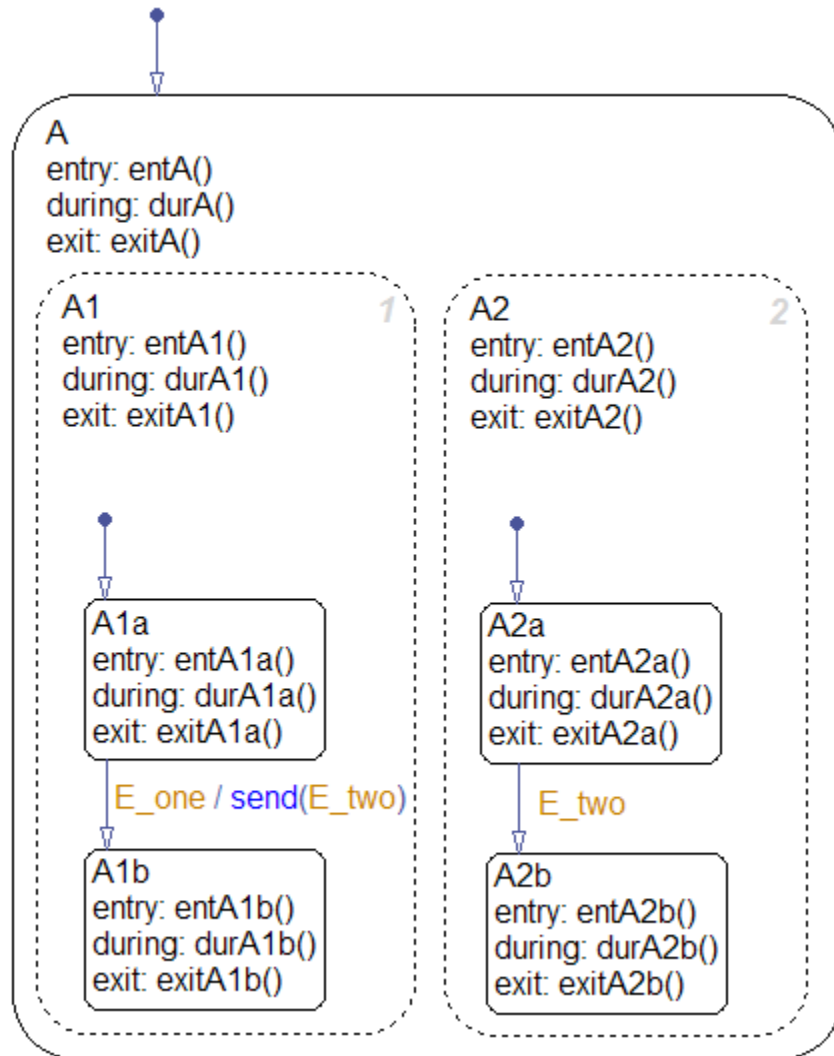 A
entry: entA()
during: durA()
exit: exitA()
A1
1
entry: entA1()
during: durA1()
exit: exitA1()
A1a
entry: entA1a()
during: durA1a()
exit: exitA1a()
E_one / send(E_two)
A1b
entry: entA1b()
during: durA1b()
exit: exitA1b()
A2
2
entry: entA2()
during: durA2()
exit: exitA2()
A2a
entry: entA2a()
during: durA2a()
exit: exitA2a()
E_two
A2b
entry: entA2b()
during: durA2b()
exit: exitA2b()